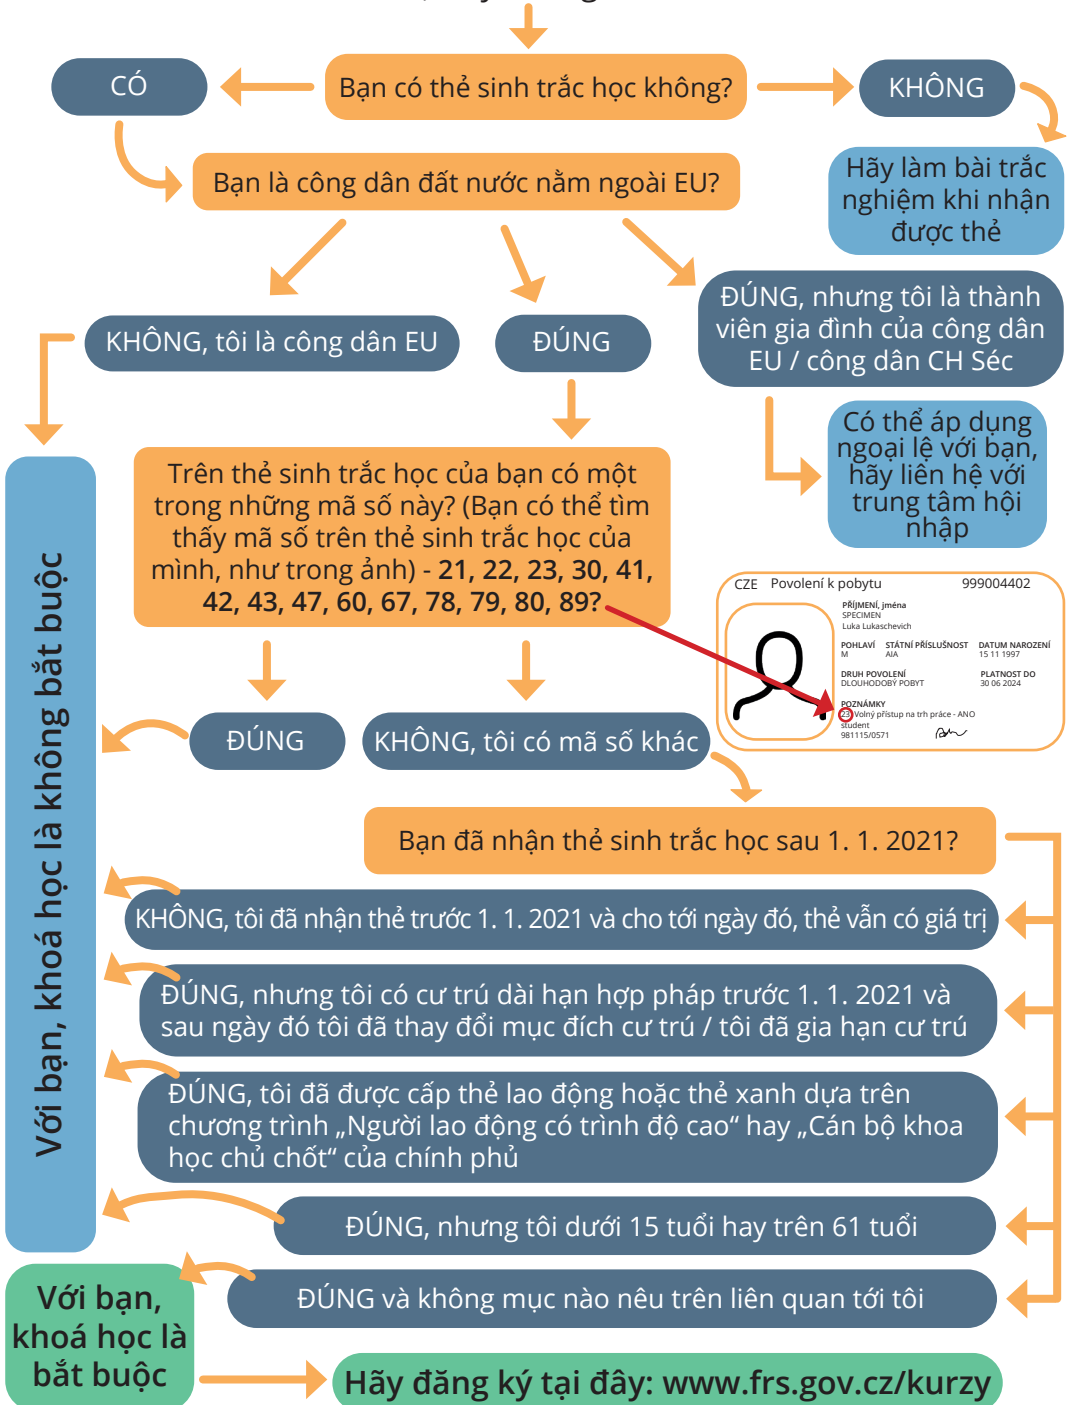 Bạn có thẻ sinh trắc học không?
CÓ
KHÔNG
Hãy làm bài trắc
nghiệm khi nhận
được thẻ
Bạn là công dân đất nước nằm ngoài EU?
KHÔNG, tôi là công dân EU
ĐÚNG
ĐÚNG, nhưng tôi là thành
viên gia đình của công dân
EU / công dân CH Séc
Có thể áp dụng
ngoại lệ với bạn,
hãy liên hệ với
trung tâm hội
nhập
Trên thẻ sinh trắc học của bạn có một
trong những mã số này? (Bạn có thể tìm
thấy mã số trên thẻ sinh trắc học của
mình, như trong ảnh) - 21, 22, 23, 30, 41,
42, 43, 47, 60, 67, 78, 79, 80, 89?
CZE Povolení k pobytu 999004402
PŘÍJMENÍ, jména
SPECIMEN
Luka Lukaschevich
POHLAVÍ STÁTNÍ PŘÍSLUŠNOST DATUM NAROZENÍ
M AIA 15 11 1997
DRUH POVOLENÍ PLATNOST DO
DLOUHODOBÝ POBYT 30 06 2024
POZNÁMKY
23 Volný přístup na trh práce - ANO
student
981115/0571
ĐÚNG
KHÔNG, tôi có mã số khác
Bạn đã nhận thẻ sinh trắc học sau 1. 1. 2021?
KHÔNG, tôi đã nhận thẻ trước 1. 1. 2021 và cho tới ngày đó, thẻ vẫn có giá trị
ĐÚNG, nhưng tôi có cư trú dài hạn hợp pháp trước 1. 1. 2021 và
sau ngày đó tôi đã thay đổi mục đích cư trú / tôi đã gia hạn cư trú
ĐÚNG, tôi đã được cấp thẻ lao động hoặc thẻ xanh dựa trên
chương trình „Người lao động có trình độ cao“ hay „Cán bộ khoa
học chủ chốt“ của chính phủ
ĐÚNG, nhưng tôi dưới 15 tuổi hay trên 61 tuổi
ĐÚNG và không mục nào nêu trên liên quan tới tôi
Với bạn, khoá học là không bắt buộc
Với bạn,
khoá học là
bắt buộc
Hãy đăng ký tại đây: www.frs.gov.cz/kurzy